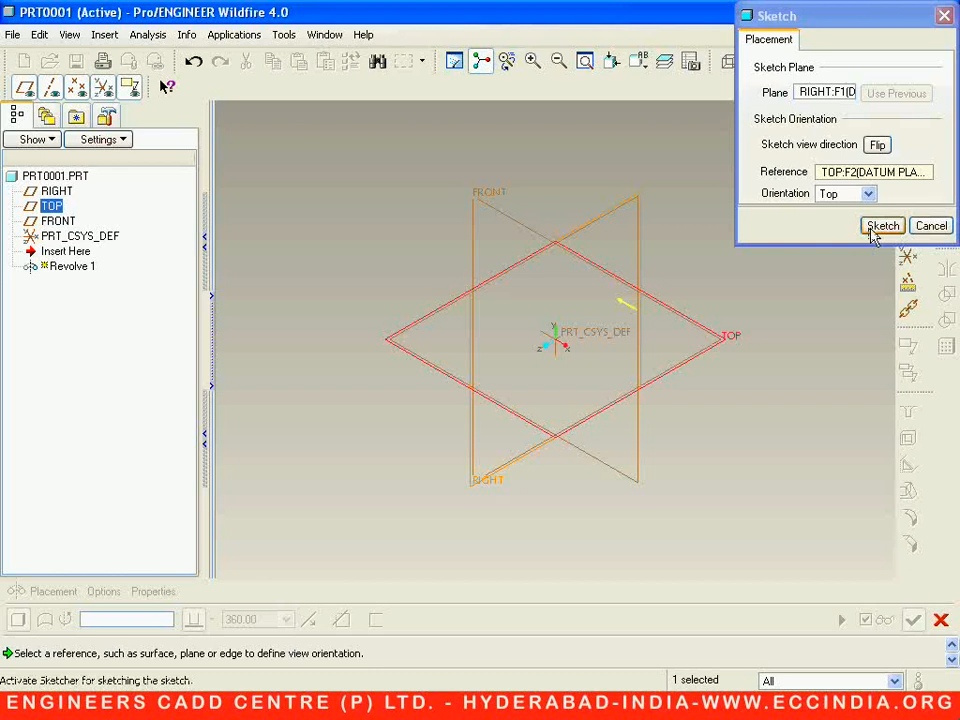 PRT0001 (Active) - Pro/ENGINEER Wildfire 4.0
File Edit View Insert Analysis Info Applications Tools Window Help
Sketch
Placement
Sketch Plane
Plane RIGHT:F1(D Use Previous
Sketch Orientation
Sketch view direction Flip
Reference TOP:F2(DATUM PLA...
Orientation Top
Sketch Cancel
Show Settings
PRT0001.PRT
RIGHT
TOP
FRONT
PRT_CSYS_DEF
Insert Here
Revolve 1
FRONT
TOP
PRT_CSYS_DEF
Y
Z X
RIGHT
Placement Options Properties
360.00
Select a reference, such as surface, plane or edge to define view orientation.
Activate Sketcher for sketching the sketch.
1 selected
All
ENGINEERS CADD CENTRE (P) LTD. - HYDERABAD-INDIA-WWW.ECCINDIA.ORG